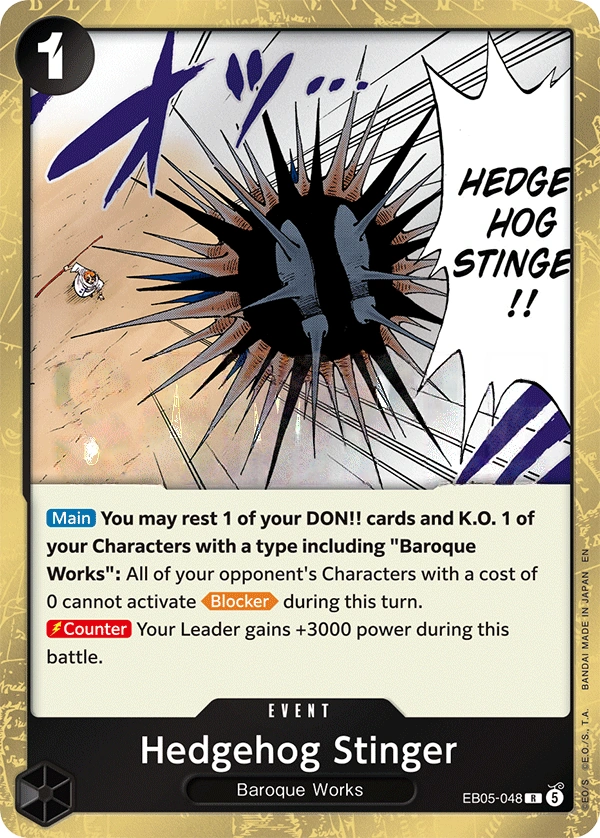 1
オッ...
HEDGE
HOG
STINGE
!!
Main You may rest 1 of your DON!! cards and K.O. 1 of
your Characters with a type including "Baroque
Works": All of your opponent's Characters with a cost of
0 cannot activate Blocker during this turn.
Counter Your Leader gains +3000 power during this
battle.
EVENT
Hedgehog Stinger
Baroque Works
EB05-048 R 5
©EO/S ©E.O./S, T.A. BANDAI MADE IN JAPAN EN